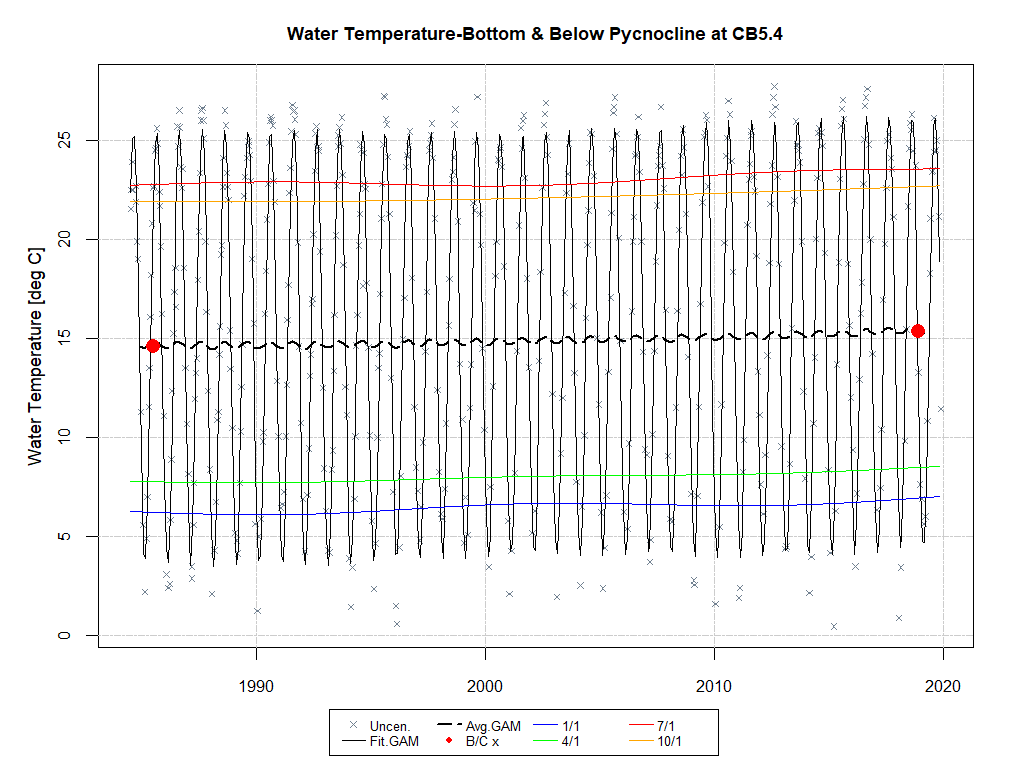 Water Temperature-Bottom & Below Pycnocline at CB5.4
Water Temperature [deg C]
25
20
15
10
5
0
1990 2000 2010 2020
Uncen. Avg.GAM 1/1 7/1
Fit.GAM B/C x 4/1 10/1